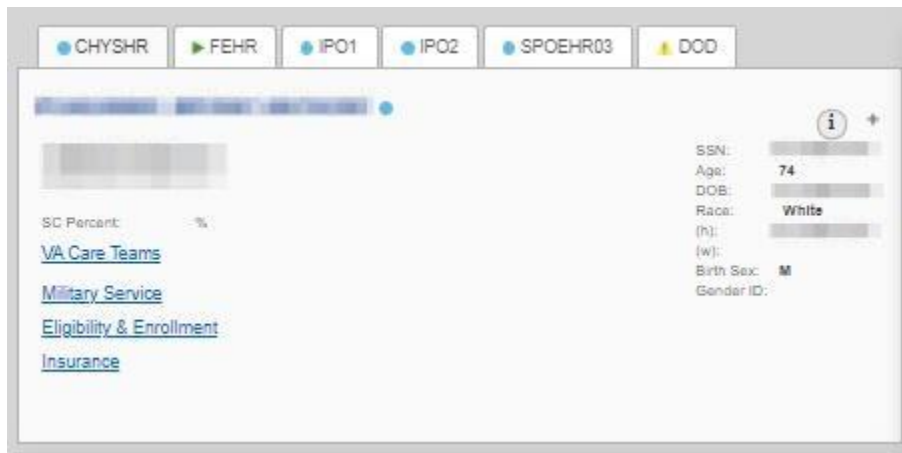 CHYSHR FEHR IPO1 IPO2 SPOEHR03 DOD
i +
SSN:
Age: 74
DOB:
Race: White
(h):
(w):
Birth Sex: M
Gender ID:
SC Percent: %
VA Care Teams
Military Service
Eligibility & Enrollment
Insurance